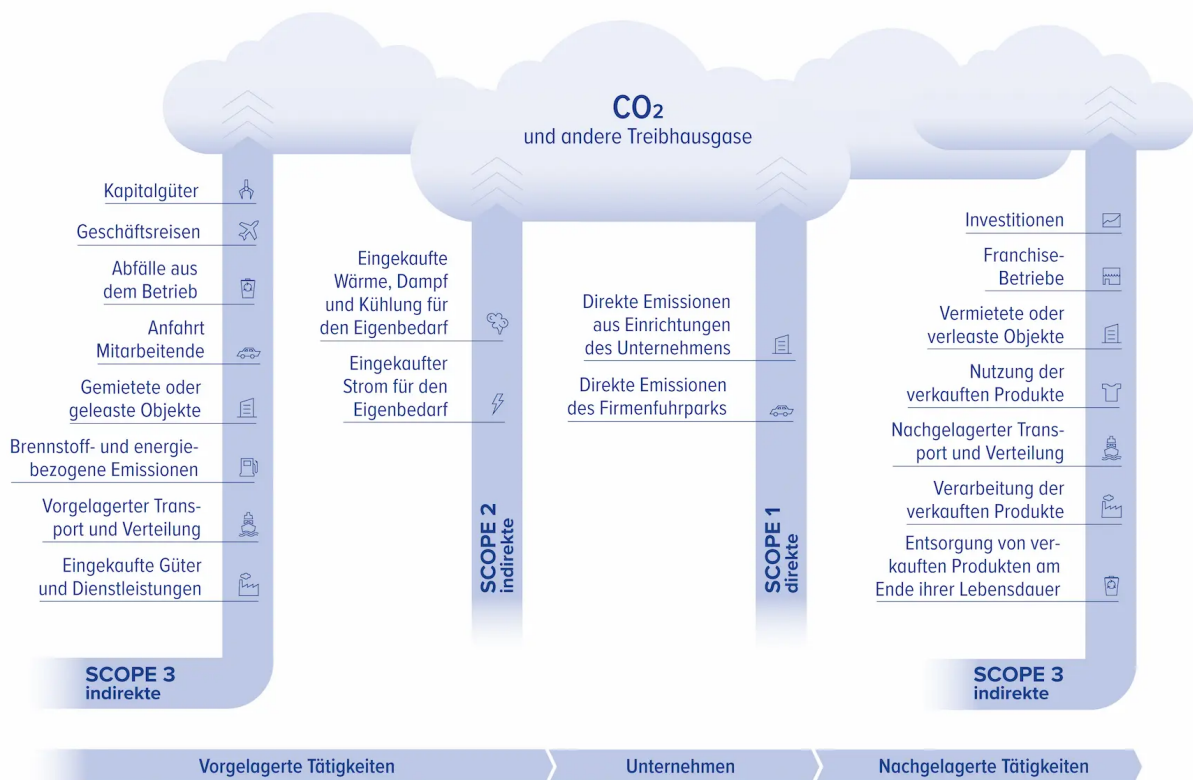 CO₂
und andere Treibhausgase
Kapitalgüter
Geschäftsreisen
Abfälle aus
dem Betrieb
Anfahrt
Mitarbeitende
Gemietete oder
geleaste Objekte
Brennstoff- und energie-
bezogene Emissionen
Vorgelagerter Trans-
port und Verteilung
Eingekaufte Güter
und Dienstleistungen
SCOPE 3
indirekte
Eingekaufte
Wärme, Dampf
und Kühlung für
den Eigenbedarf
Eingekaufter
Strom für den
Eigenbedarf
SCOPE 2
indirekte
Direkte Emissionen
aus Einrichtungen
des Unternehmens
Direkte Emissionen
des Firmenfuhrparks
SCOPE 1
direkte
Investitionen
Franchise-
Betriebe
Vermietete oder
verleaste Objekte
Nutzung der
verkauften Produkte
Nachgelagerter Trans-
port und Verteilung
Verarbeitung der
verkauften Produkte
Entsorgung von ver-
kauften Produkten am
Ende ihrer Lebensdauer
SCOPE 3
indirekte
Vorgelagerte Tätigkeiten
Unternehmen
Nachgelagerte Tätigkeiten